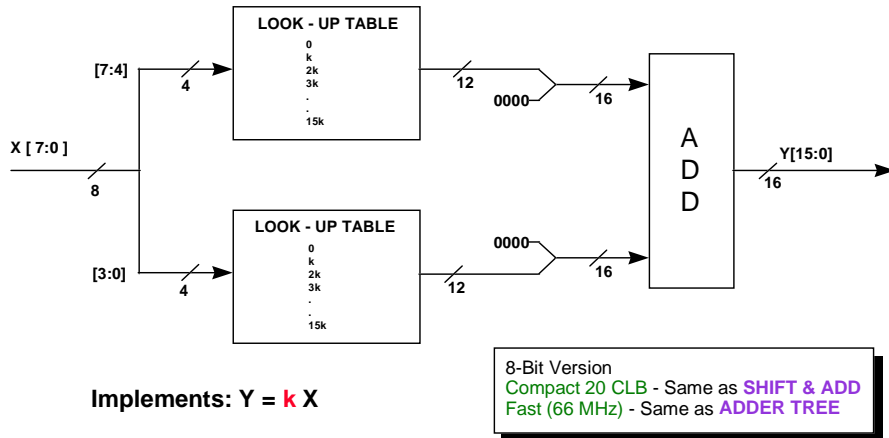 LOOK - UP TABLE
0
k
2k
3k
.
.
15k
[7:4]
4
12
0000
16
X [ 7:0 ]
8
A
D
D
Y[15:0]
16
LOOK - UP TABLE
0
k
2k
3k
.
.
15k
[3:0]
4
12
0000
16
Implements: Y = k X
8-Bit Version
Compact 20 CLB - Same as SHIFT & ADD
Fast (66 MHz) - Same as ADDER TREE